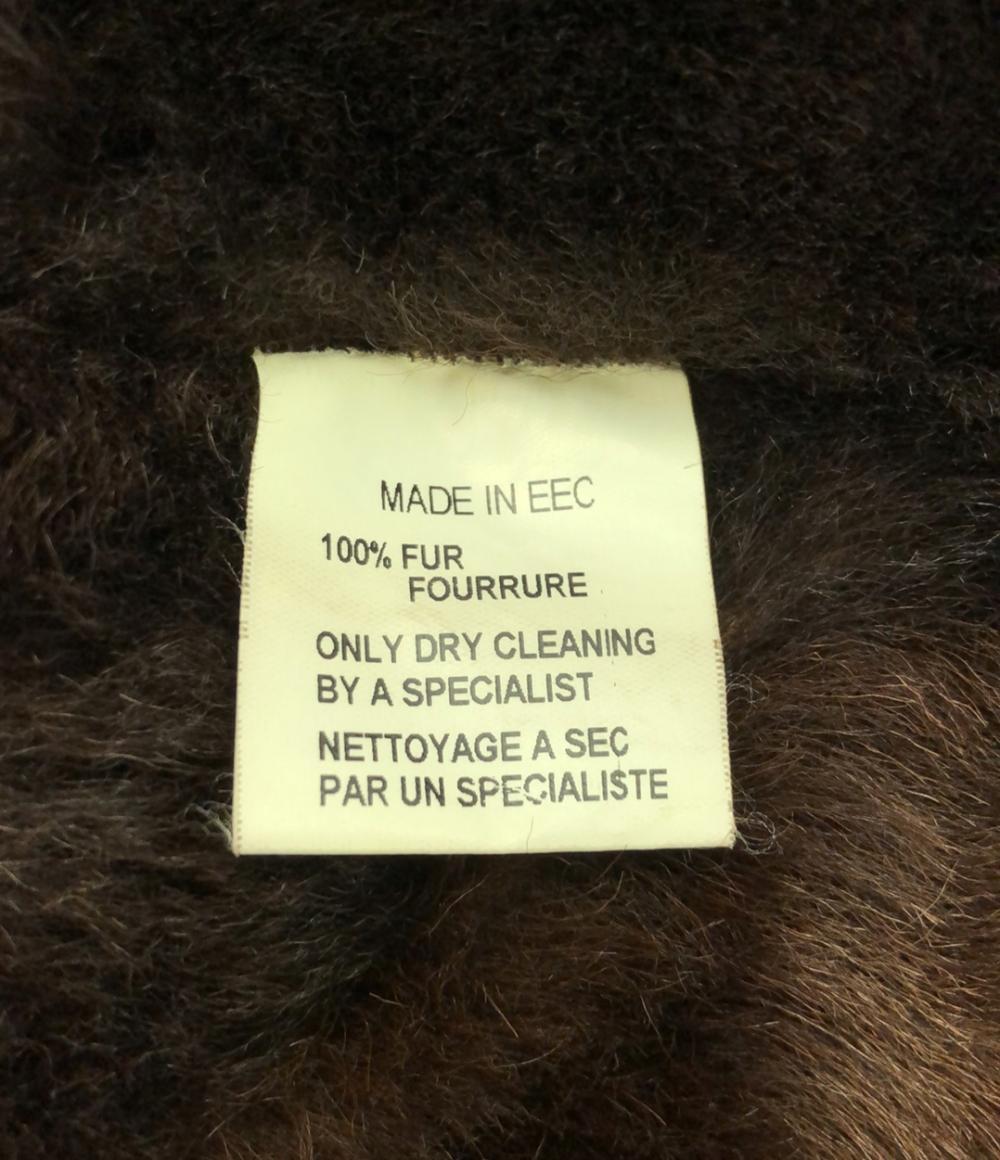 MADE IN EEC
100% FUR
FOURRURE
ONLY DRY CLEANING
BY A SPECIALIST
NETTOYAGE A SEC
PAR UN SPECIALISTE